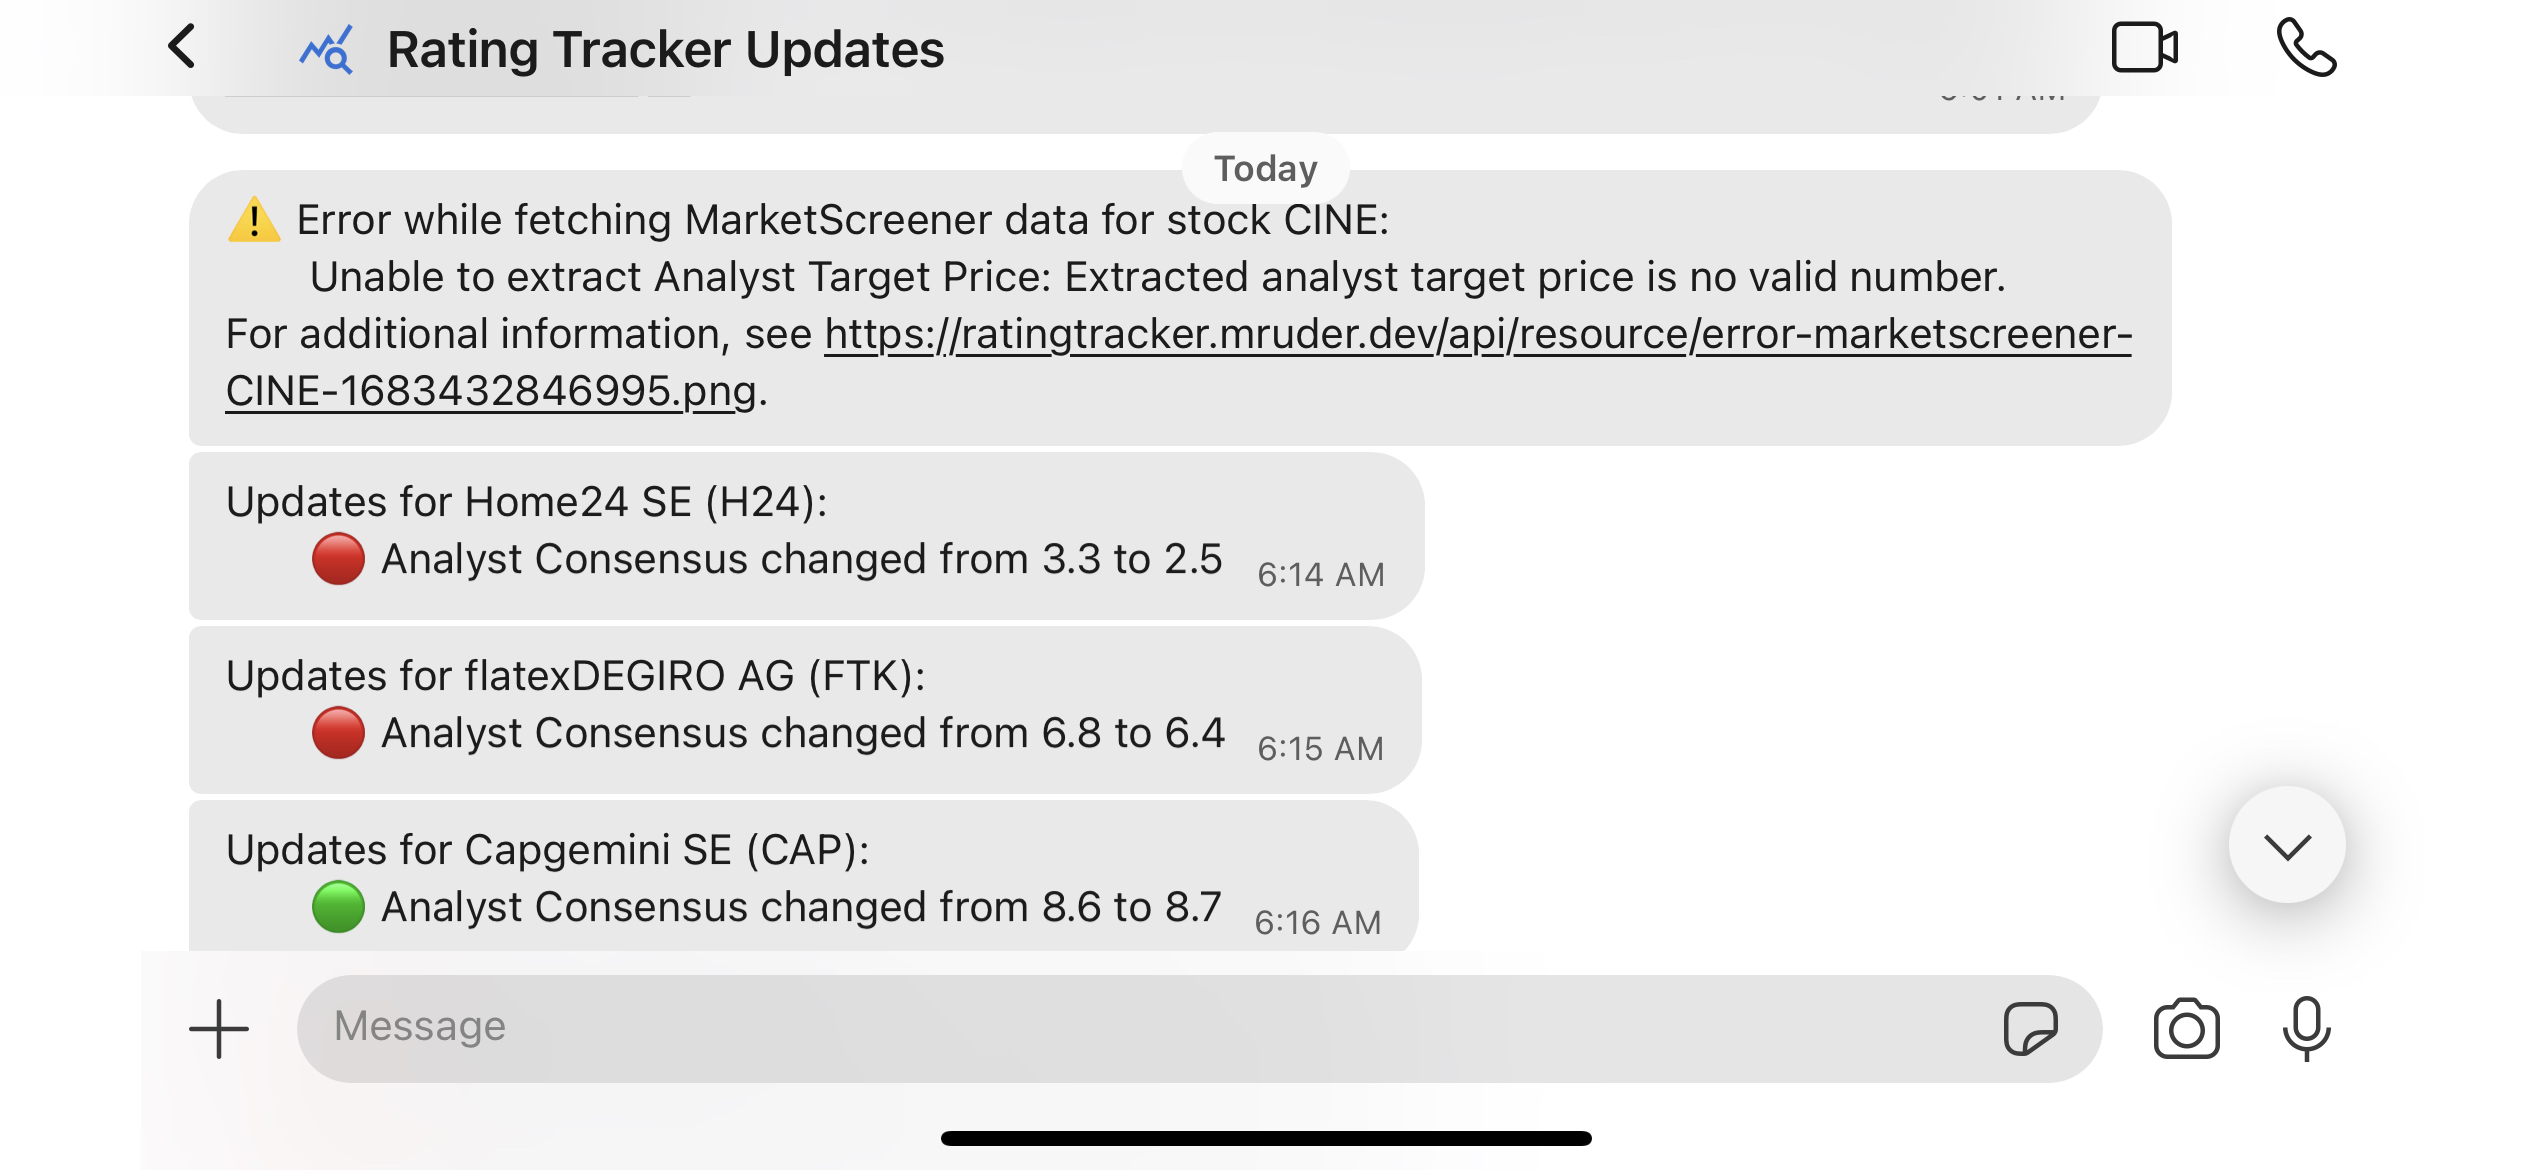 Rating Tracker Updates
Today
⚠️ Error while fetching MarketScreener data for stock CINE:
Unable to extract Analyst Target Price: Extracted analyst target price is no valid number.
For additional information, see https://ratingtracker.mruder.dev/api/resource/error-marketscreener-
CINE-1683432846995.png.
Updates for Home24 SE (H24):
🔴 Analyst Consensus changed from 3.3 to 2.5 6:14 AM
Updates for flatexDEGIRO AG (FTK):
🔴 Analyst Consensus changed from 6.8 to 6.4 6:15 AM
Updates for Capgemini SE (CAP):
🟢 Analyst Consensus changed from 8.6 to 8.7 6:16 AM
Message